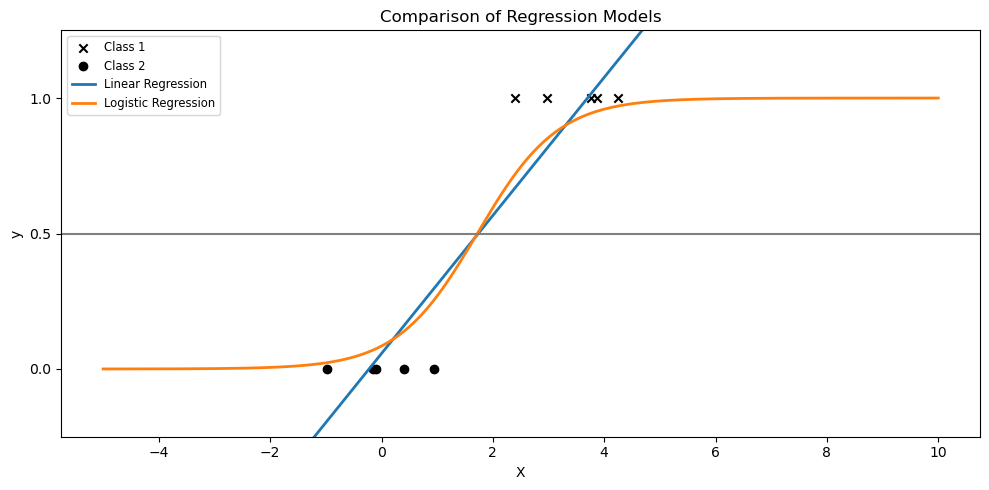 Comparison of Regression Models
Class 1
Class 2
Linear Regression
Logistic Regression
1.0
0.5
0.0
y
−4 −2 0 2 4 6 8 10
X